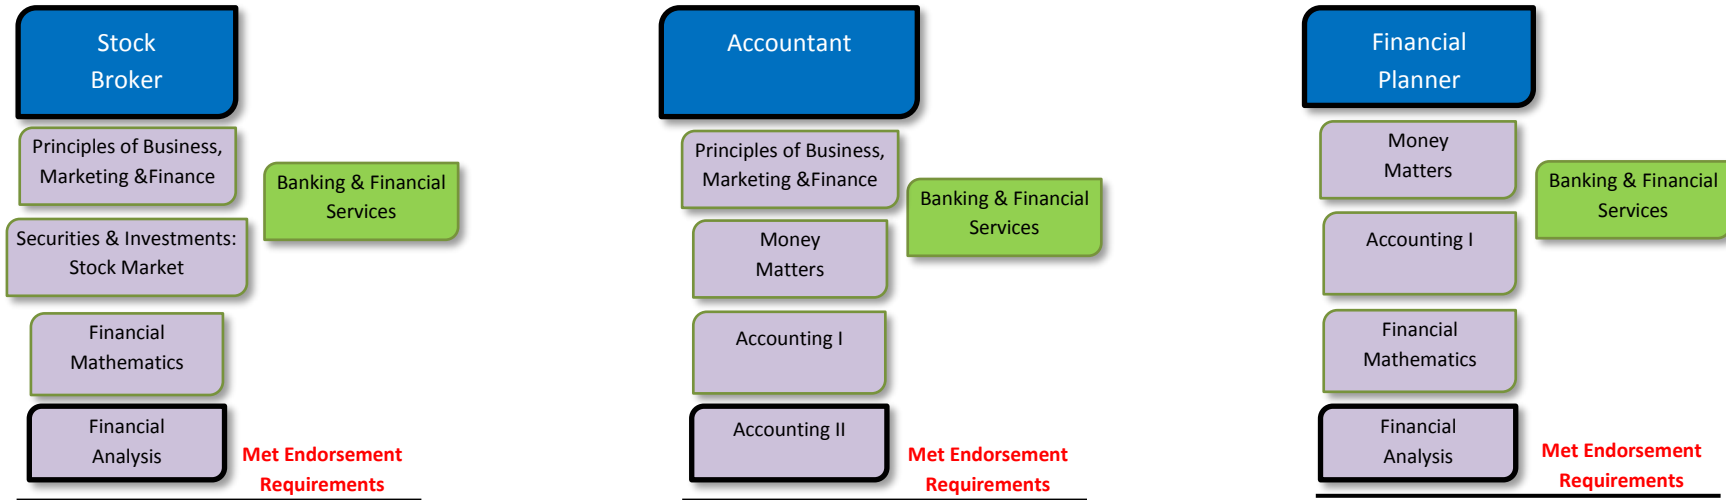 Stock
Broker
Principles of Business,
Marketing &Finance
Banking & Financial
Services
Securities & Investments:
Stock Market
Financial
Mathematics
Financial
Analysis
Met Endorsement
Requirements
Accountant
Principles of Business,
Marketing &Finance
Banking & Financial
Services
Money
Matters
Accounting I
Accounting II
Met Endorsement
Requirements
Financial
Planner
Money
Matters
Banking & Financial
Services
Accounting I
Financial
Mathematics
Financial
Analysis
Met Endorsement
Requirements